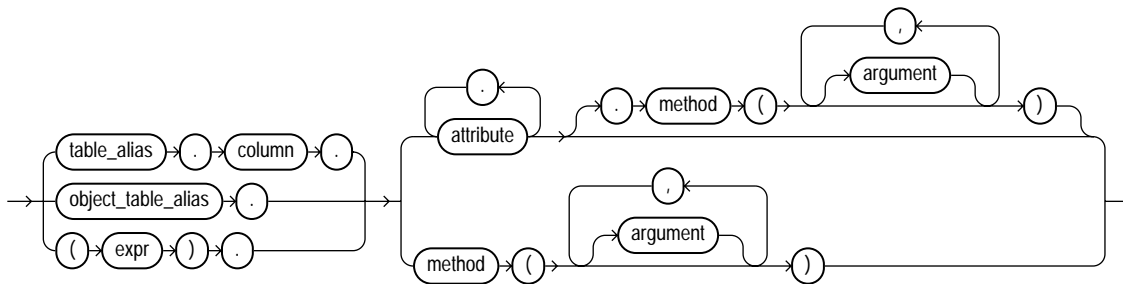 ,
argument
.
. method ( )
attribute
table_alias . column .
,
object_table_alias .
argument
( expr ) .
method ( )